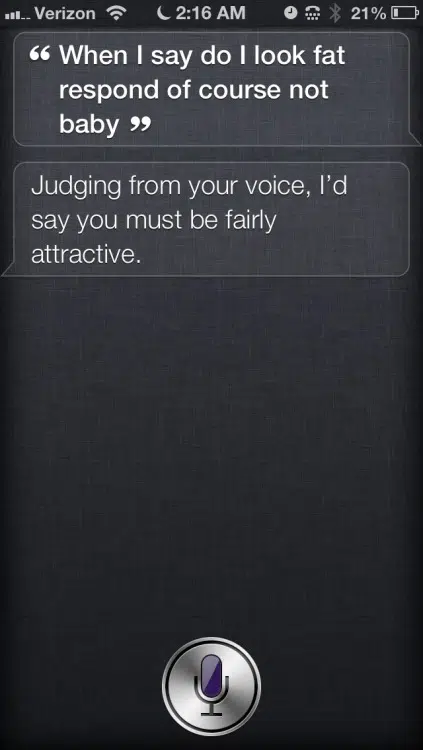 Verizon 2:16 AM 21%
“ When I say do I look fat
respond of course not
baby ”
Judging from your voice, I’d
say you must be fairly
attractive.